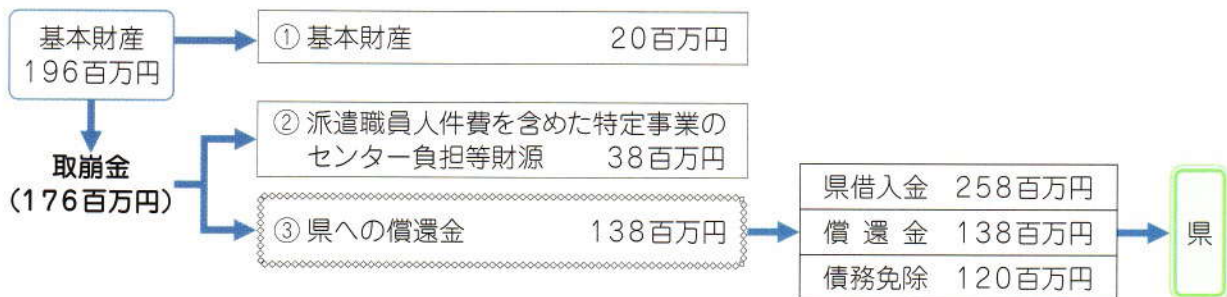 基本財産
196百万円
① 基本財産 20百万円
取崩金
(176百万円)
② 派遣職員人件費を含めた特定事業の
センター負担等財源 38百万円
③ 県への償還金 138百万円
県借入金 258百万円
償還金 138百万円
債務免除 120百万円
県